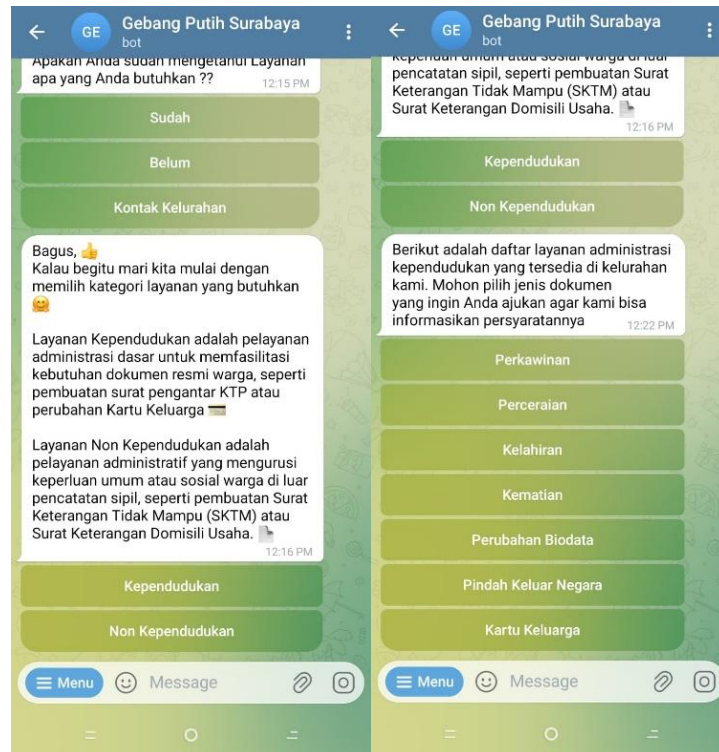 GE
Gebang Putih Surabaya
bot
Apakah Anda sudah mengetahui Layanan
apa yang Anda butuhkan ??
12:15 PM
Sudah
Belum
Kontak Kelurahan
Bagus, 👍
Kalau begitu mari kita mulai dengan
memilih kategori layanan yang butuhkan
🤗
Layanan Kependudukan adalah pelayanan
administrasi dasar untuk memfasilitasi
kebutuhan dokumen resmi warga, seperti
pembuatan surat pengantar KTP atau
perubahan Kartu Keluarga 💳
Layanan Non Kependudukan adalah
pelayanan administratif yang mengurusi
keperluan umum atau sosial warga di luar
pencatatan sipil, seperti pembuatan Surat
Keterangan Tidak Mampu (SKTM) atau
Surat Keterangan Domisili Usaha.
12:16 PM
Kependudukan
Non Kependudukan
Menu
Message
GE
Gebang Putih Surabaya
bot
keperluan umum atau sosial warga di luar
pencatatan sipil, seperti pembuatan Surat
Keterangan Tidak Mampu (SKTM) atau
Surat Keterangan Domisili Usaha.
12:16 PM
Kependudukan
Non Kependudukan
Berikut adalah daftar layanan administrasi
kependudukan yang tersedia di kelurahan
kami. Mohon pilih jenis dokumen
yang ingin Anda ajukan agar kami bisa
informasikan persyaratannya
12:22 PM
Perkawinan
Perceraian
Kelahiran
Kematian
Perubahan Biodata
Pindah Keluar Negara
Kartu Keluarga
Menu
Message